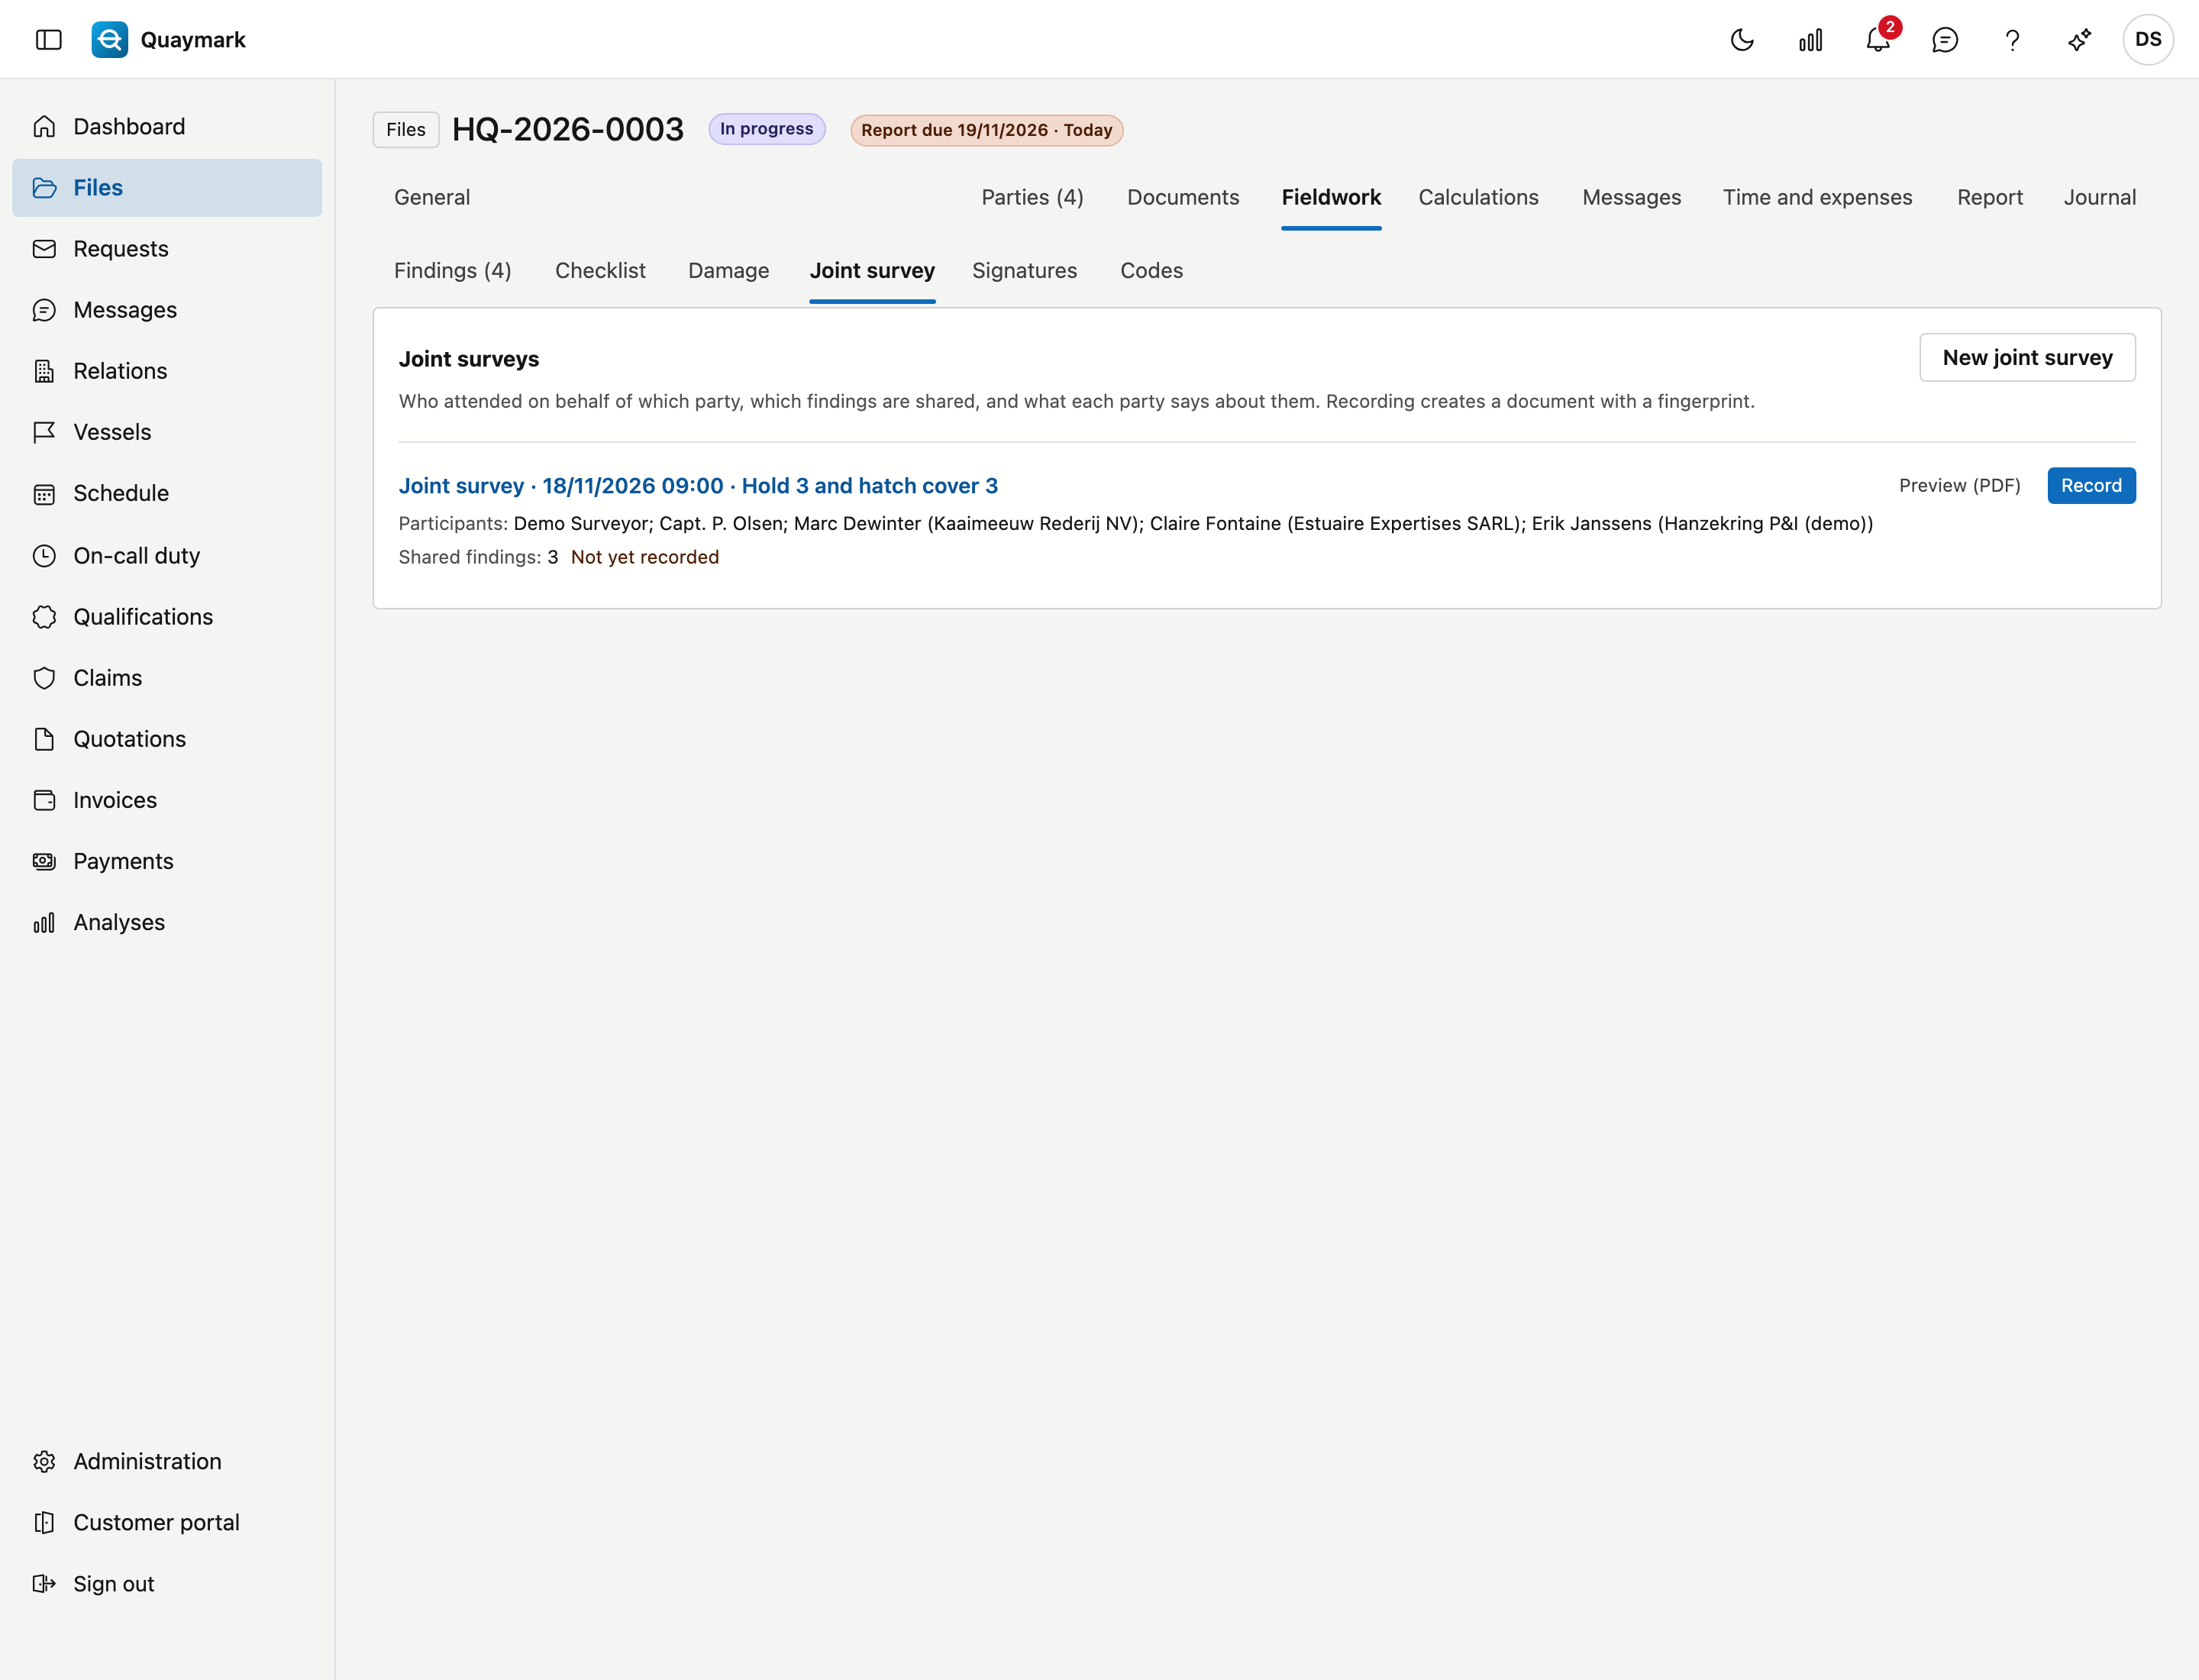 Quaymark
2
DS
Dashboard
Files
Requests
Messages
Relations
Vessels
Schedule
On-call duty
Qualifications
Claims
Quotations
Invoices
Payments
Analyses
Administration
Customer portal
Sign out
Files HQ-2026-0003 In progress Report due 19/11/2026 · Today
General Parties (4) Documents Fieldwork Calculations Messages Time and expenses Report Journal
Findings (4) Checklist Damage Joint survey Signatures Codes
Joint surveys New joint survey
Who attended on behalf of which party, which findings are shared, and what each party says about them. Recording creates a document with a fingerprint.
Joint survey · 18/11/2026 09:00 · Hold 3 and hatch cover 3 Preview (PDF) Record
Participants: Demo Surveyor; Capt. P. Olsen; Marc Dewinter (Kaaimeeuw Rederij NV); Claire Fontaine (Estuaire Expertises SARL); Erik Janssens (Hanzekring P&I (demo))
Shared findings: 3 Not yet recorded